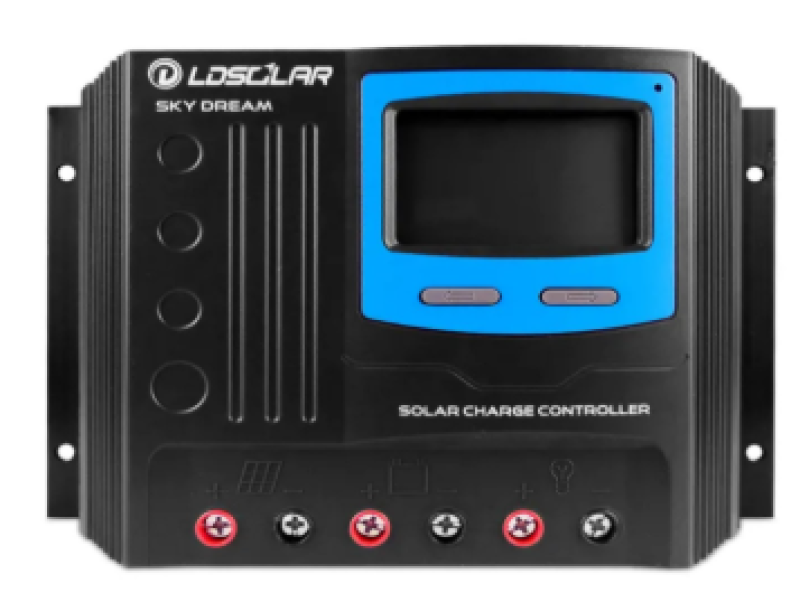 LDSOLAR
SKY DREAM
SOLAR CHARGE CONTROLLER
+ - + - + -